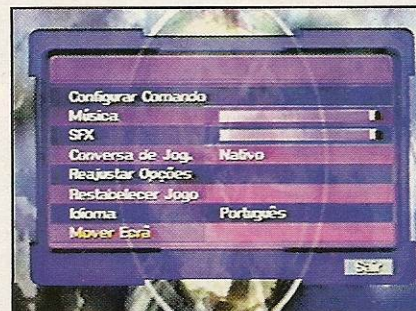 Configurar Comando
Música
SFX
Conversa de Jog. Nativo
Reajustar Opções
Restabelecer Jogo
Idioma Português
Mover Ecrã
Sair